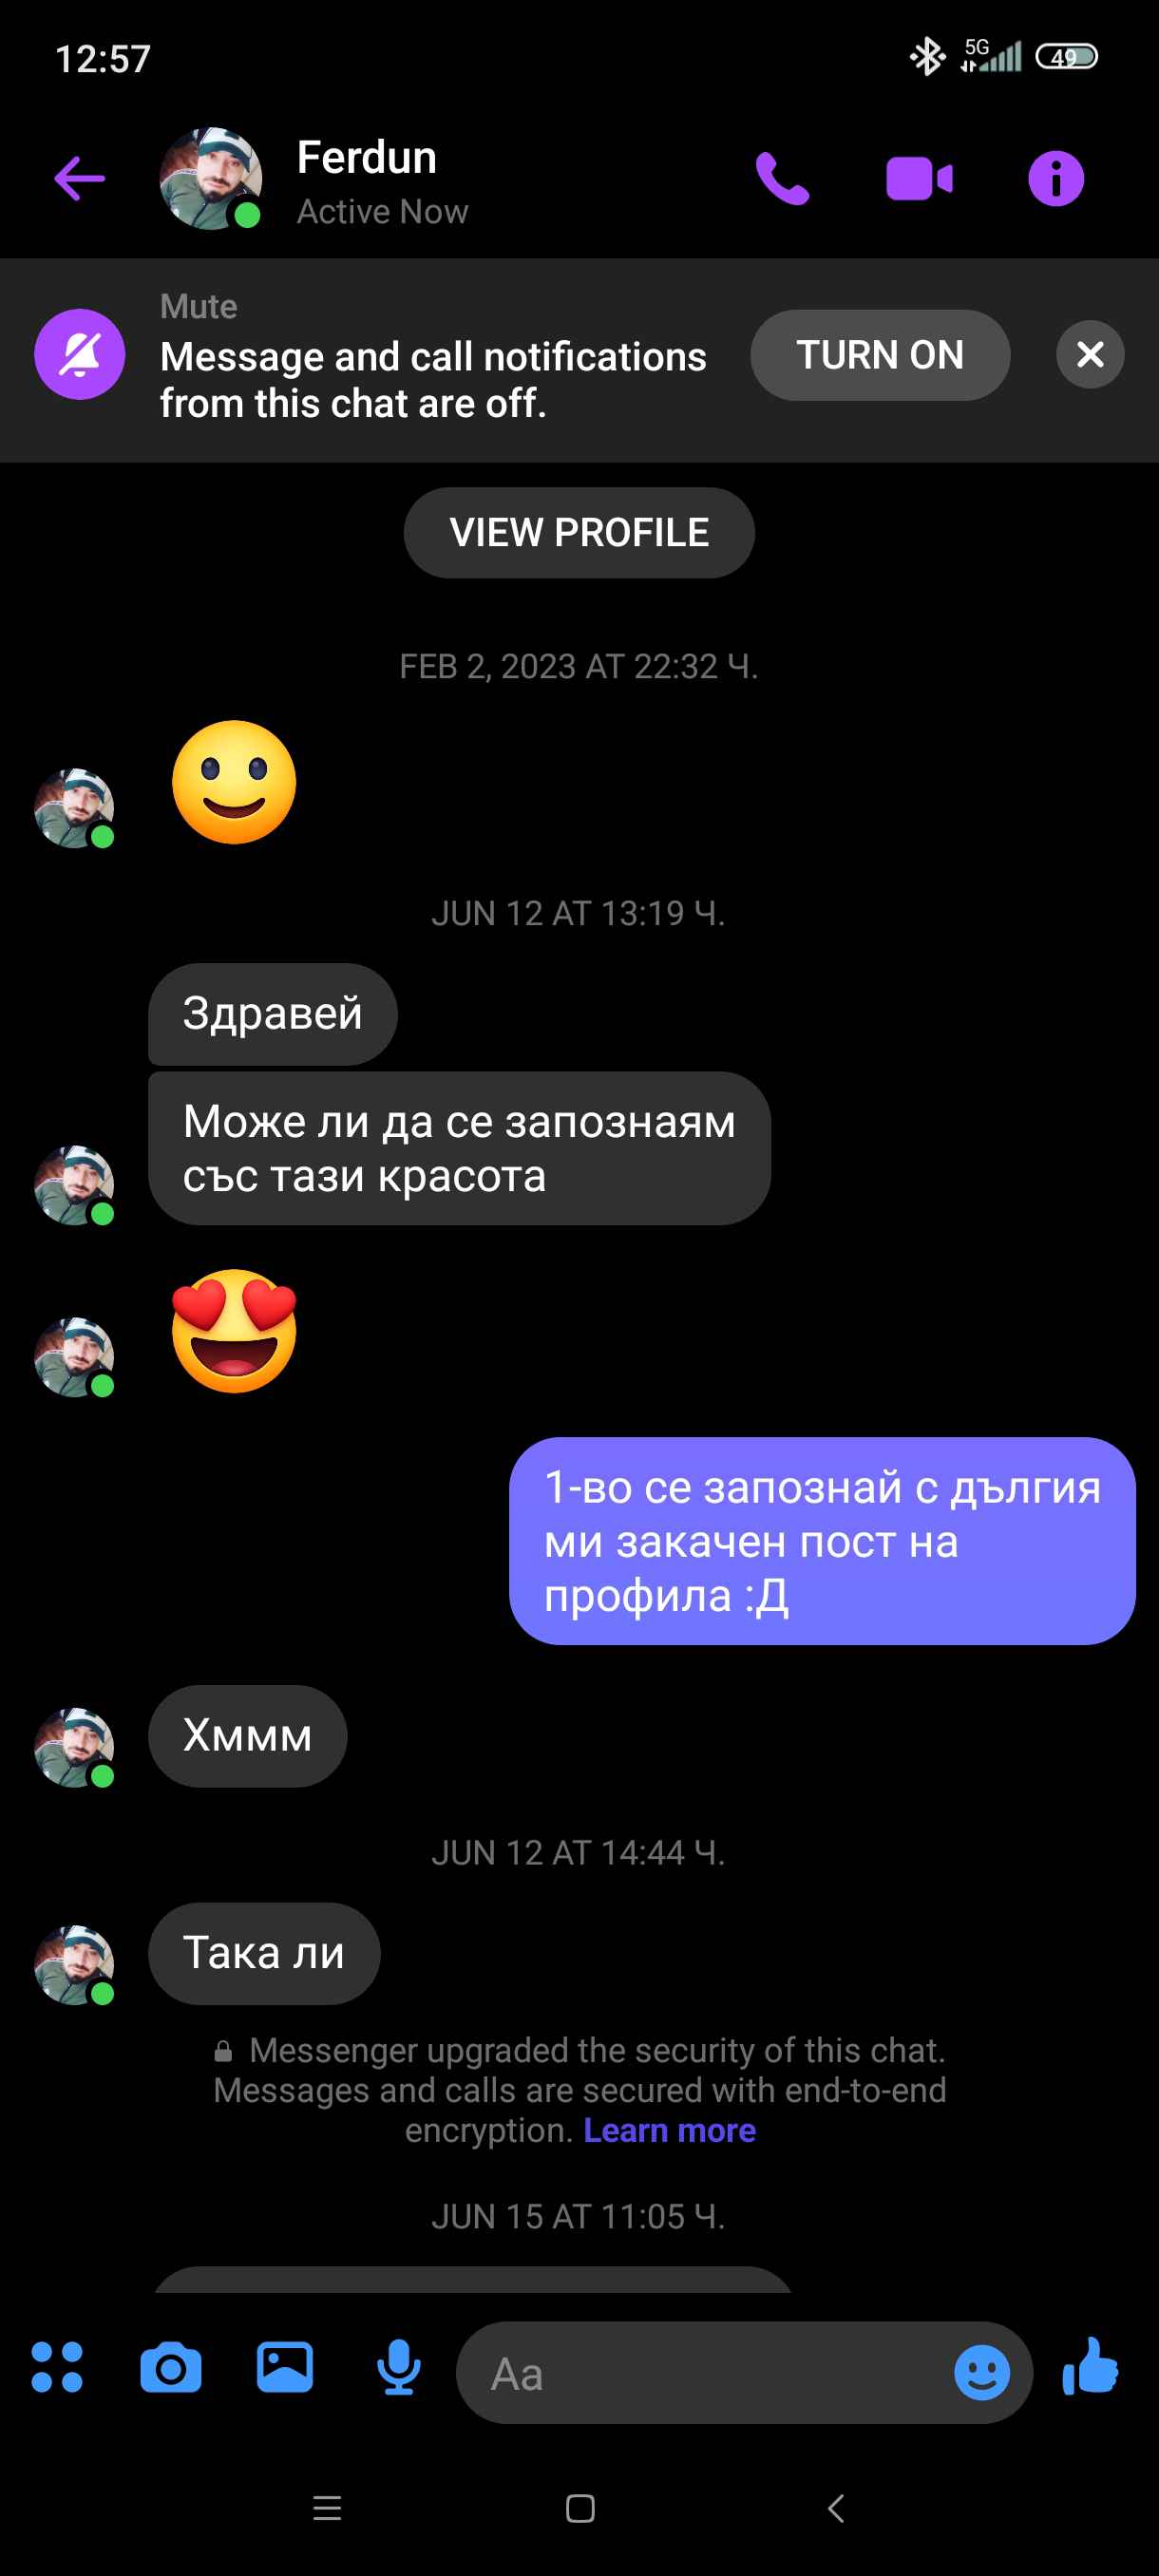 12:57
5G
49
Ferdun
Active Now
Mute
Message and call notifications
from this chat are off.
TURN ON
VIEW PROFILE
FEB 2, 2023 AT 22:32 Ч.
JUN 12 AT 13:19 Ч.
Здравей
Може ли да се запознаям
със тази красота
1-во се запознай с дългия
ми закачен пост на
профила :Д
Хммм
JUN 12 AT 14:44 Ч.
Така ли
Messenger upgraded the security of this chat.
Messages and calls are secured with end-to-end
encryption. Learn more
JUN 15 AT 11:05 Ч.
Aa